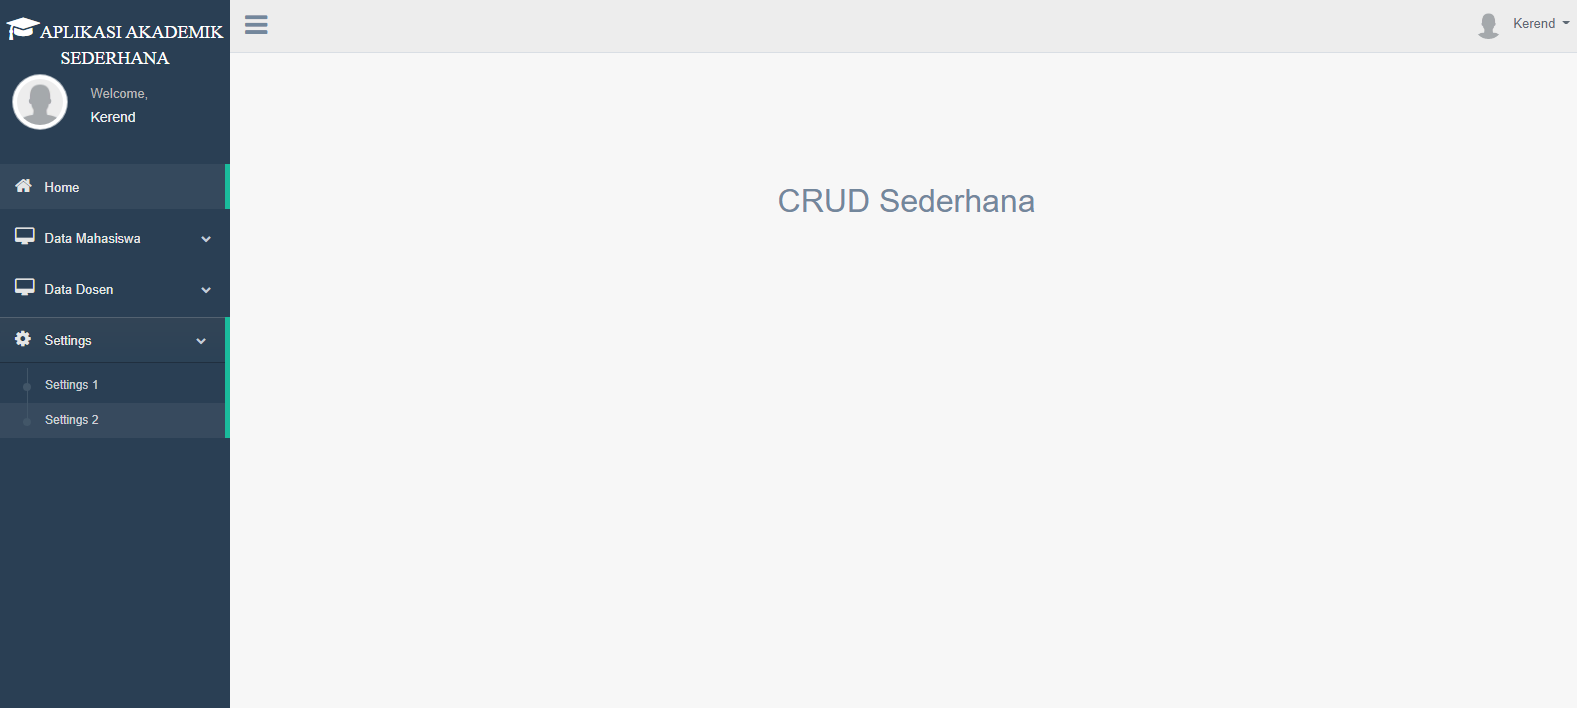 APLIKASI AKADEMIK
SEDERHANA
Welcome,
Kerend
Home
Data Mahasiswa
Data Dosen
Settings
Settings 1
Settings 2
Kerend
CRUD Sederhana